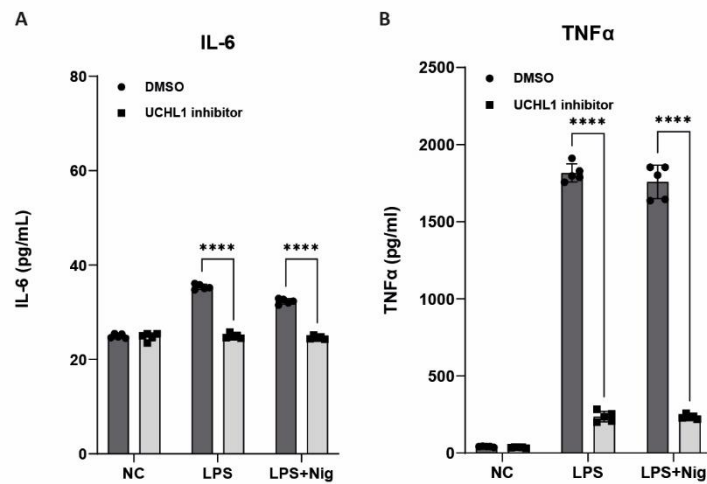 A
IL-6
80
60
40
20
0
IL-6 (pg/mL)
DMSO
UCHL1 inhibitor
****
****
NC
LPS
LPS+Nig
B
TNFα
2500
2000
1500
1000
500
0
TNFα (pg/ml)
DMSO
UCHL1 inhibitor
****
****
NC
LPS
LPS+Nig